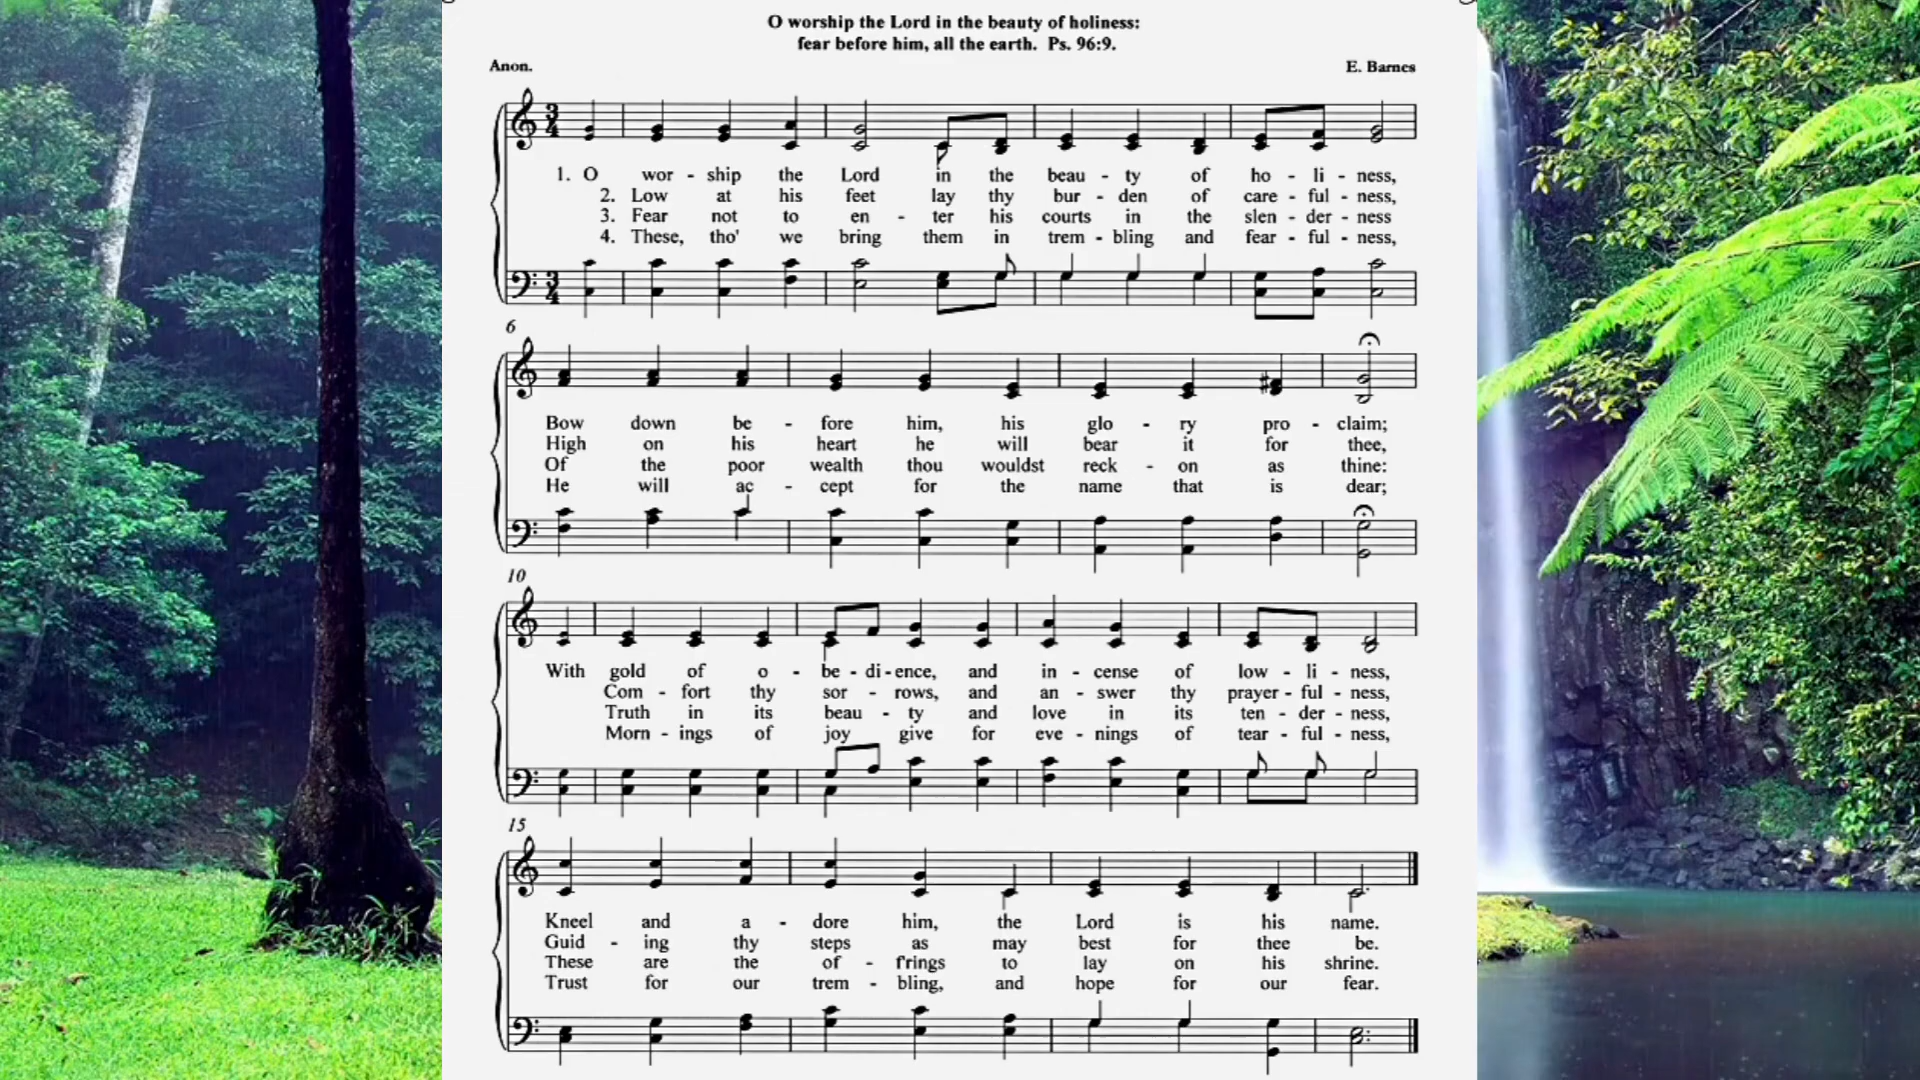 O worship the Lord in the beauty of holiness:
fear before him, all the earth. Ps. 96:9.
Anon. E. Barnes
1. O wor - ship the Lord in the beau - ty of ho - li - ness,
2. Low at his feet lay thy bur - den of care - ful - ness,
3. Fear not to en - ter his courts in the slen - der - ness
4. These, tho' we bring them in trem - bling and fear - ful - ness,
6
Bow down be - fore him, his glo - ry pro - claim;
High on his heart he will bear it for thee,
Of the poor wealth thou wouldst reck - on as thine:
He will ac - cept for the name that is dear;
10
With gold of o - be - di - ence, and in - cense of low - li - ness,
Com - fort thy sor - rows, and an - swer thy prayer - ful - ness,
Truth in its beau - ty and love in its ten - der - ness,
Morn - ings of joy give for eve - nings of tear - ful - ness,
15
Kneel and a - dore him, the Lord is his name.
Guid - ing thy steps as may best for thee be.
These are the of - f'rings to lay on his shrine.
Trust for our trem - bling, and hope for our fear.